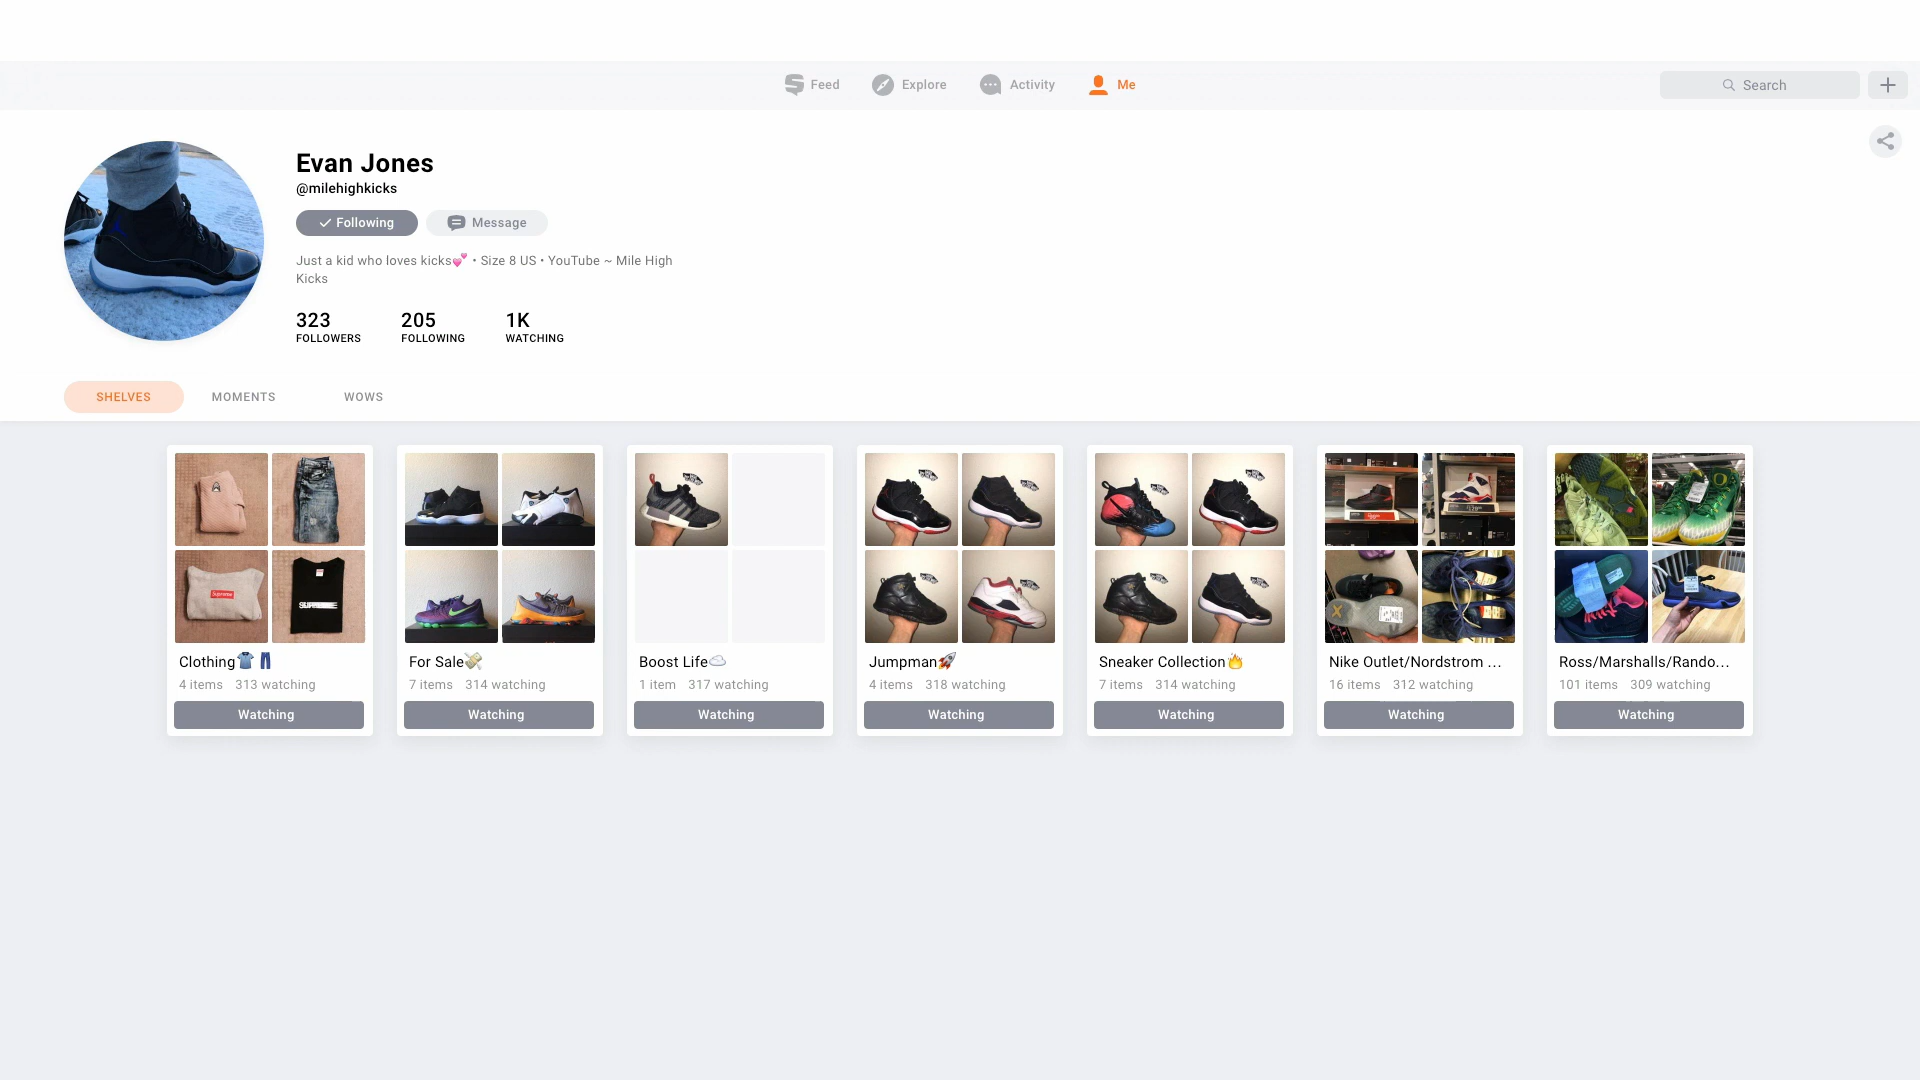 Feed
Explore
Activity
Me
Search
Evan Jones
@milehighkicks
Following
Message
Just a kid who loves kicks💕 • Size 8 US • YouTube ~ Mile High
Kicks
323
FOLLOWERS
205
FOLLOWING
1K
WATCHING
SHELVES
MOMENTS
WOWS
Supreme
Clothing👕👖
4 items 313 watching
Watching
For Sale💸
7 items 314 watching
Watching
Boost Life☁️
1 item 317 watching
Watching
Jumpman🚀
4 items 318 watching
Watching
Sneaker Collection🔥
7 items 314 watching
Watching
Nike Outlet/Nordstrom ...
16 items 312 watching
Watching
Ross/Marshalls/Rando...
101 items 309 watching
Watching